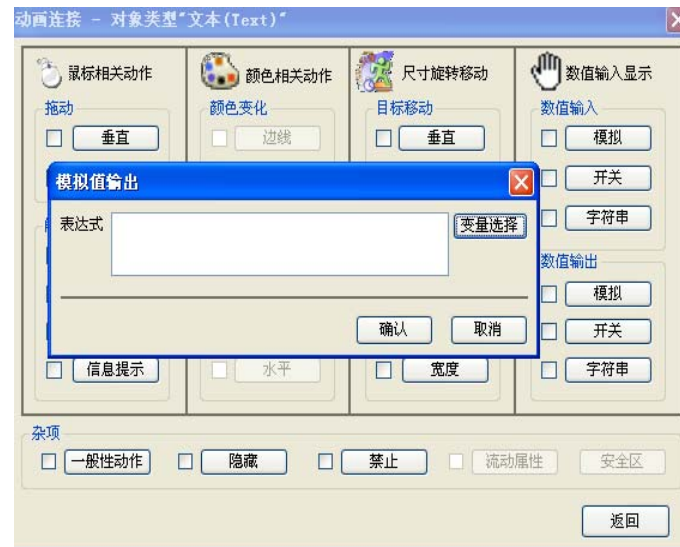 动画连接 - 对象类型“文本(Text)”
鼠标相关动作
颜色相关动作
尺寸旋转移动
数值输入显示
拖动
颜色变化
目标移动
数值输入
垂直
边线
垂直
模拟
模拟值输出
开关
表达式
变量选择
字符串
数值输出
模拟
确认
取消
开关
信息提示
水平
宽度
字符串
杂项
一般性动作
隐藏
禁止
流动属性
安全区
返回